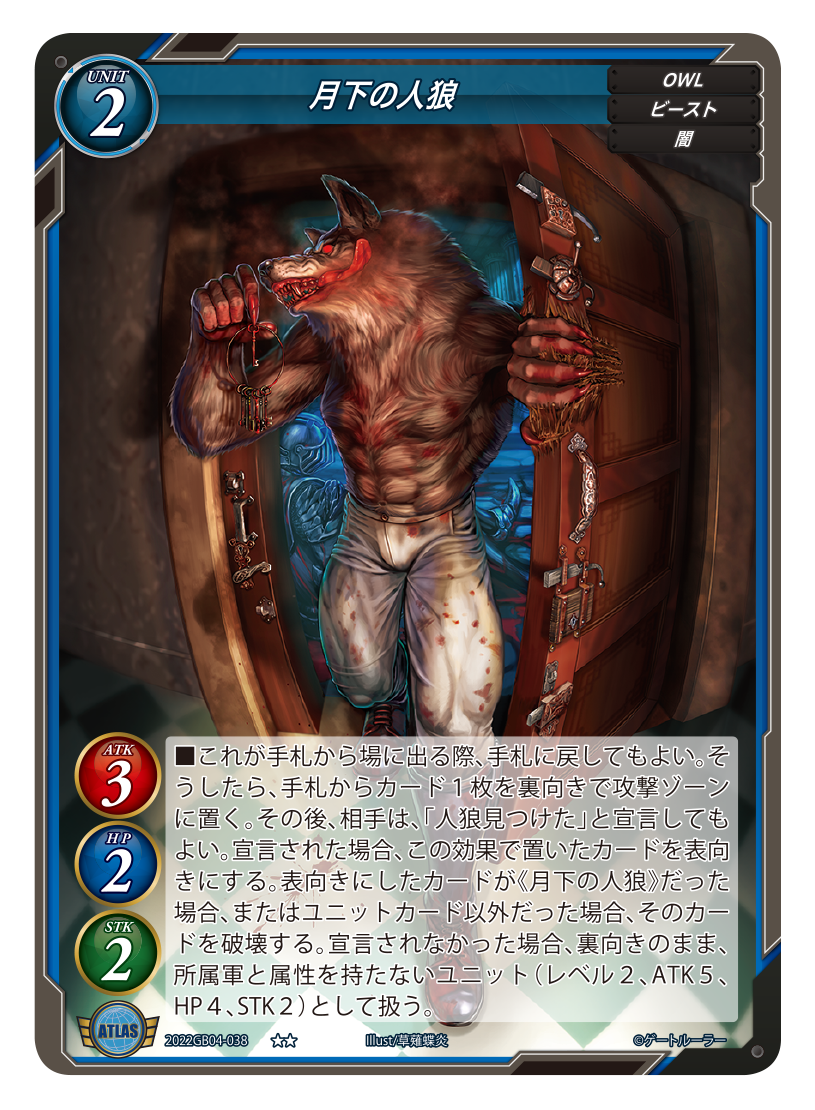 UNIT
2
月下の人狼
OWL
ビースト
闇
ATK
3
HP
2
STK
2
■これが手札から場に出る際、手札に戻してもよい。そ
うしたら、手札からカード１枚を裏向きで攻撃ゾーン
に置く。その後、相手は、「人狼見つけた」と宣言しても
よい。宣言された場合、この効果で置いたカードを表向
きにする。表向きにしたカードが《月下の人狼》だった
場合、またはユニットカード以外だった場合、そのカー
ドを破壊する。宣言されなかった場合、裏向きのまま、
所属軍と属性を持たないユニット（レベル２、ATK５、
HP４、STK２）として扱う。
ATLAS
2022GB04-038 ★★ Illust/草薙蝶炎 ©ゲートルーラー